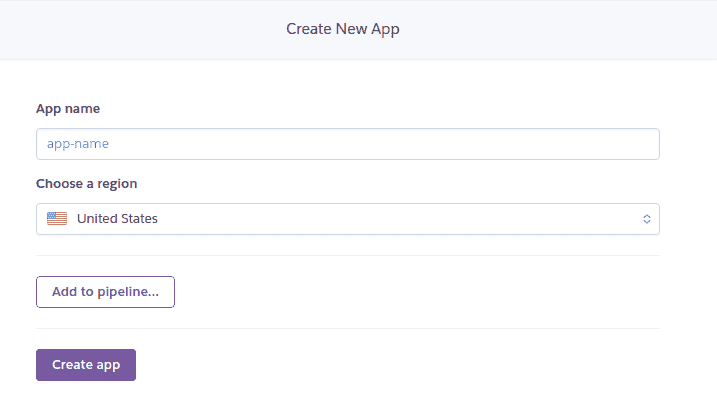 Create New App
App name
app-name
Choose a region
United States
Add to pipeline...
Create app